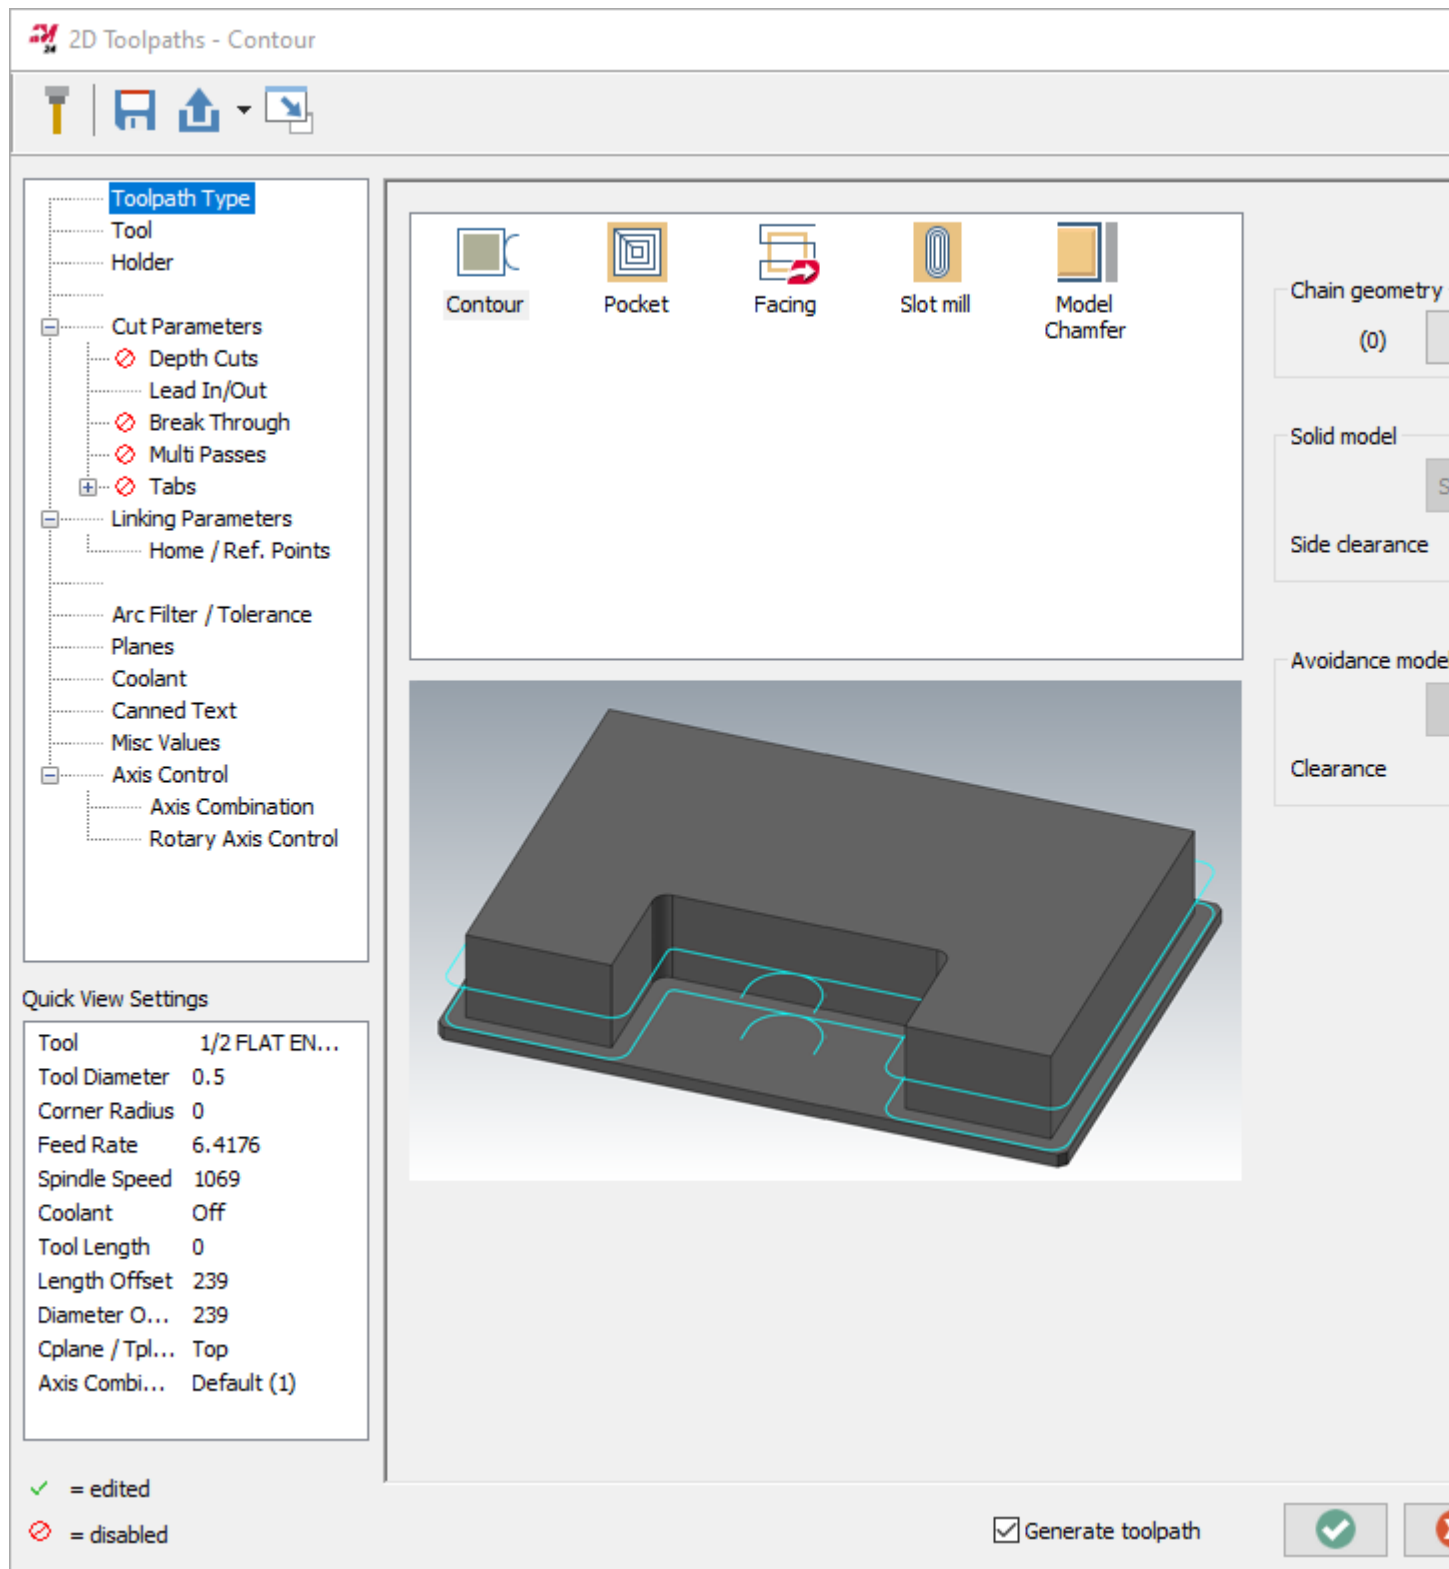 24
2D Toolpaths - Contour
Toolpath Type
Tool
Holder
Cut Parameters
Depth Cuts
Lead In/Out
Break Through
Multi Passes
Tabs
Linking Parameters
Home / Ref. Points
Arc Filter / Tolerance
Planes
Coolant
Canned Text
Misc Values
Axis Control
Axis Combination
Rotary Axis Control
Quick View Settings
Tool 1/2 FLAT EN...
Tool Diameter 0.5
Corner Radius 0
Feed Rate 6.4176
Spindle Speed 1069
Coolant Off
Tool Length 0
Length Offset 239
Diameter O... 239
Cplane / Tpl... Top
Axis Combi... Default (1)
= edited
= disabled
Contour
Pocket
Facing
Slot mill
Model
Chamfer
Chain geometry
(0)
Solid model
S
Side clearance
Avoidance model
Clearance
Generate toolpath